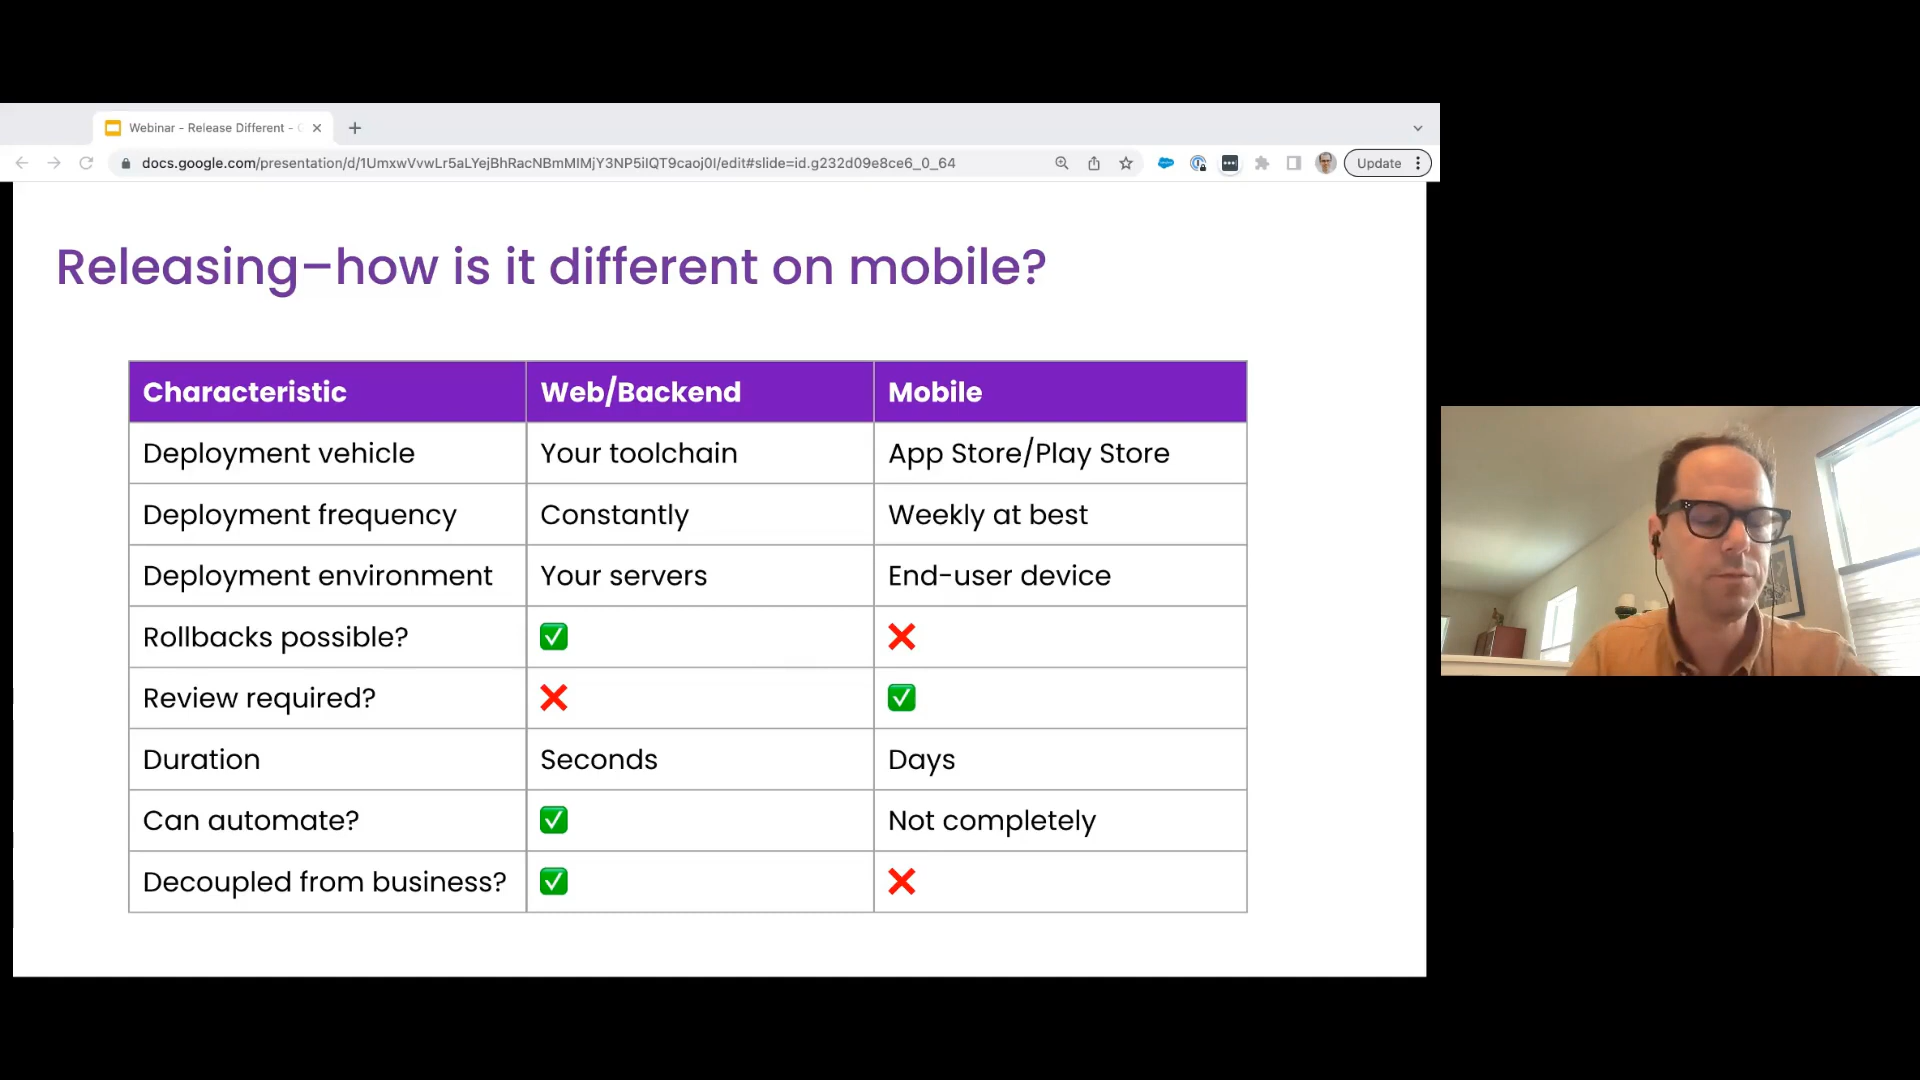 Webinar - Release Different -
docs.google.com/presentation/d/1UmxwVvwLr5aLYejBhRacNBmMIMjY3NP5iIQT9caoj0I/edit#slide=id.g232d09e8ce6_0_64
Update
Releasing–how is it different on mobile?
Characteristic Web/Backend Mobile
Deployment vehicle Your toolchain App Store/Play Store
Deployment frequency Constantly Weekly at best
Deployment environment Your servers End-user device
Rollbacks possible? ✅ ❌
Review required? ❌ ✅
Duration Seconds Days
Can automate? ✅ Not completely
Decoupled from business? ✅ ❌